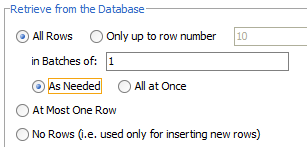 Retrieve from the Database
All Rows Only up to row number 10
in Batches of: 1
As Needed All at Once
At Most One Row
No Rows (i.e. used only for inserting new rows)